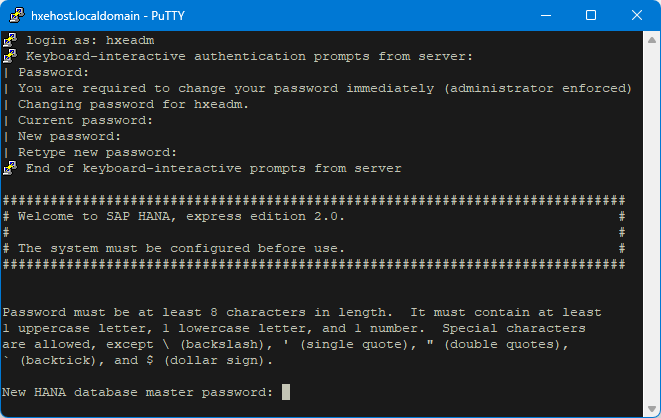 hxehost.localdomain - PuTTY
login as: hxeadm
Keyboard-interactive authentication prompts from server:
| Password:
| You are required to change your password immediately (administrator enforced)
| Changing password for hxeadm.
| Current password:
| New password:
| Retype new password:
End of keyboard-interactive prompts from server
##############################################################################
# Welcome to SAP HANA, express edition 2.0. #
# #
# The system must be configured before use. #
##############################################################################
Password must be at least 8 characters in length.  It must contain at least
1 uppercase letter, 1 lowercase letter, and 1 number.  Special characters
are allowed, except \ (backslash), ' (single quote), " (double quotes),
` (backtick), and $ (dollar sign).
New HANA database master password: